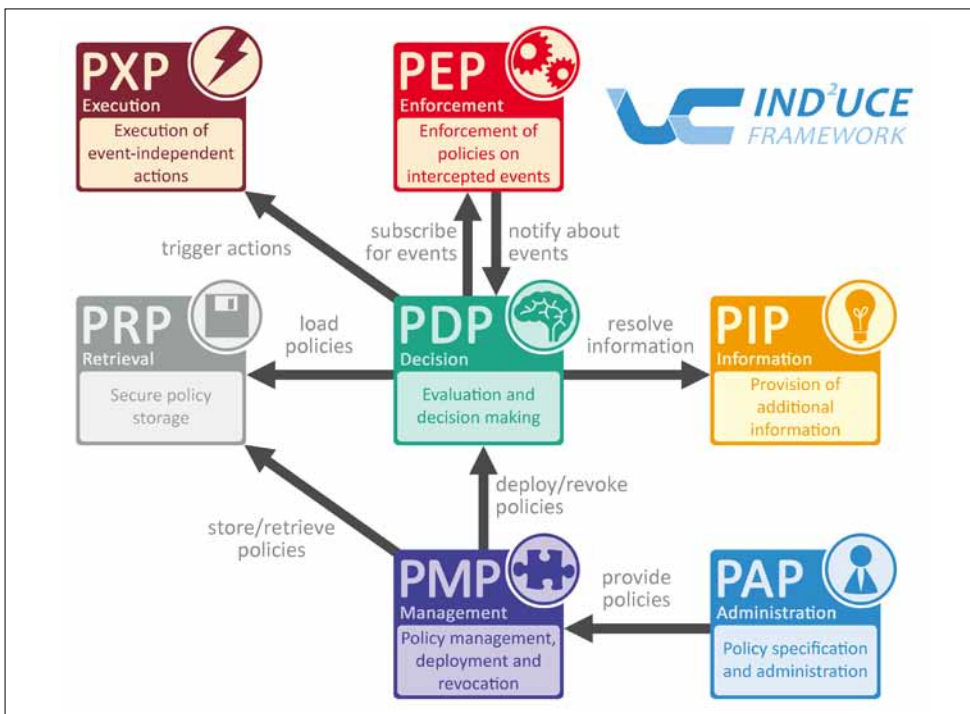 PXP
Execution
Execution of
event-independent
actions
PEP
Enforcement
Enforcement of
policies on
intercepted events
IND²UCE
FRAMEWORK
trigger actions
subscribe
for events
notify about
events
PRP
Retrieval
Secure policy
storage
load
policies
PDP
Decision
Evaluation and
decision making
resolve
information
PIP
Information
Provision of
additional
information
store/retrieve
policies
deploy/revoke
policies
PMP
Management
Policy management,
deployment and
revocation
provide
policies
PAP
Administration
Policy specification
and administration